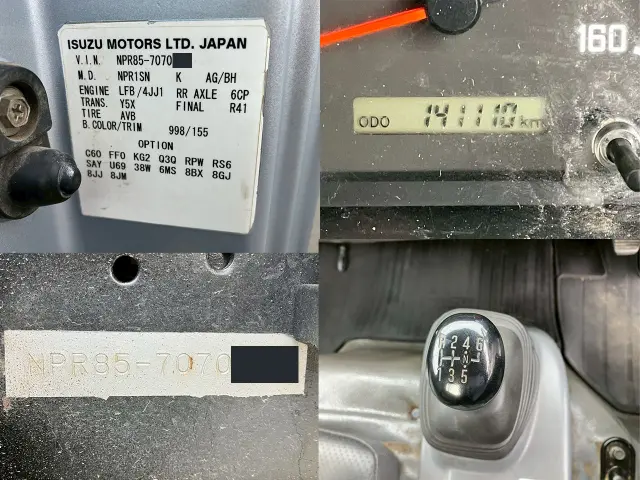 ISUZU MOTORS LTD. JAPAN
V.I.N. NPR85-7070
M.D. NPR1SN K AG/BH
ENGINE LFB/4JJ1 RR AXLE 6CP
TRANS. Y5X FINAL R41
TIRE AVB
B.COLOR/TRIM 998/155
OPTION
C60 FF0 KG2 Q3Q RPW RS6
SAY U69 38W 6MS 8BX 8GJ
8JJ 8JM
160
ODO 141110 km
NPR85-7070
R 2 4 6
N
3 5